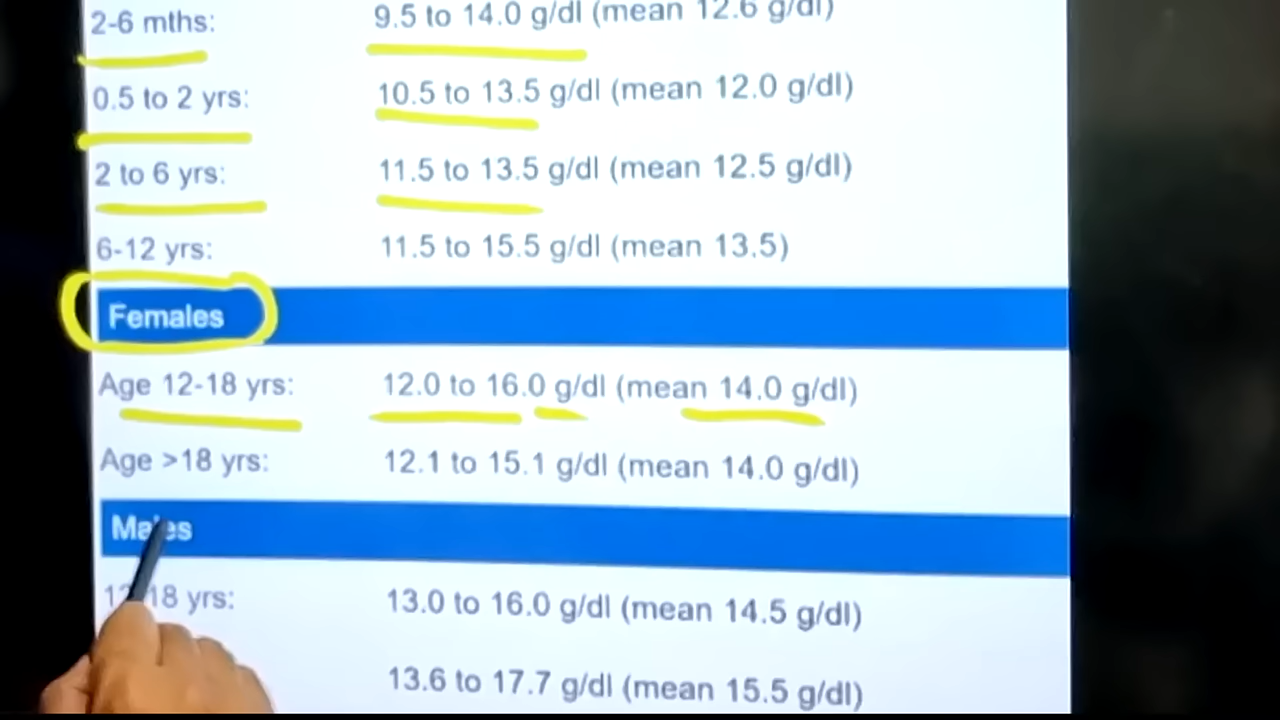 2-6 mths: 9.5 to 14.0 g/dl (mean 12.6 g/dl)
0.5 to 2 yrs: 10.5 to 13.5 g/dl (mean 12.0 g/dl)
2 to 6 yrs: 11.5 to 13.5 g/dl (mean 12.5 g/dl)
6-12 yrs: 11.5 to 15.5 g/dl (mean 13.5)
Females
Age 12-18 yrs: 12.0 to 16.0 g/dl (mean 14.0 g/dl)
Age >18 yrs: 12.1 to 15.1 g/dl (mean 14.0 g/dl)
Males
12-18 yrs: 13.0 to 16.0 g/dl (mean 14.5 g/dl)
13.6 to 17.7 g/dl (mean 15.5 g/dl)